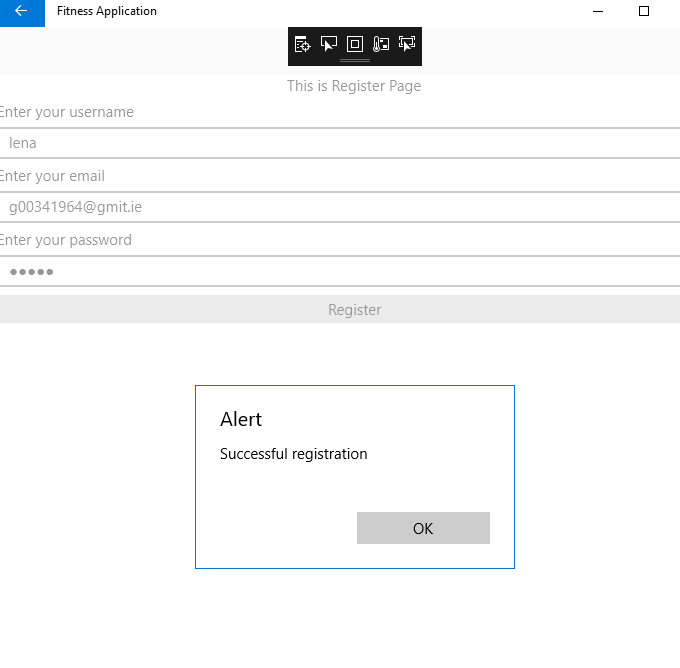 Fitness Application
This is Register Page
Enter your username
lena
Enter your email
g00341964@gmit.ie
Enter your password
●●●●●
Register
Alert
Successful registration
OK